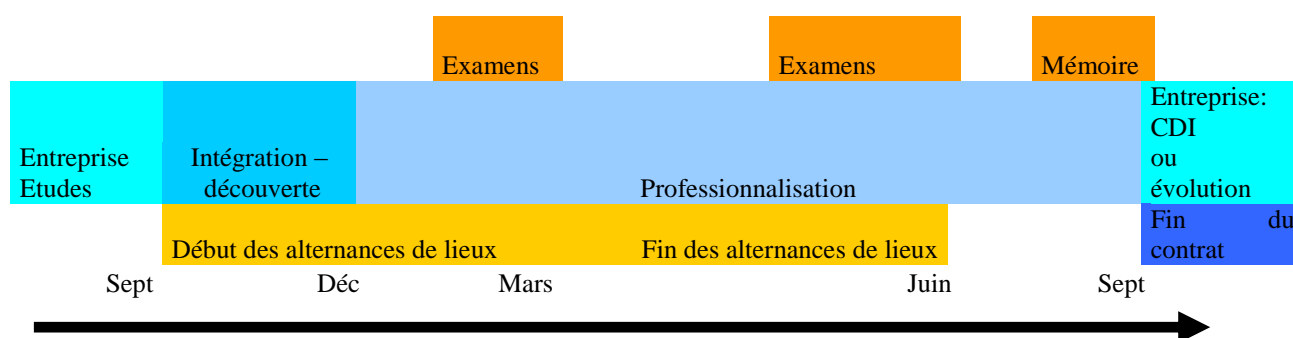 Examens Examens Mémoire
Entreprise
Etudes
Intégration –
découverte
Professionnalisation
Entreprise:
CDI
ou
évolution
Début des alternances de lieux Fin des alternances de lieux
Fin du
contrat
Sept Déc Mars Juin Sept